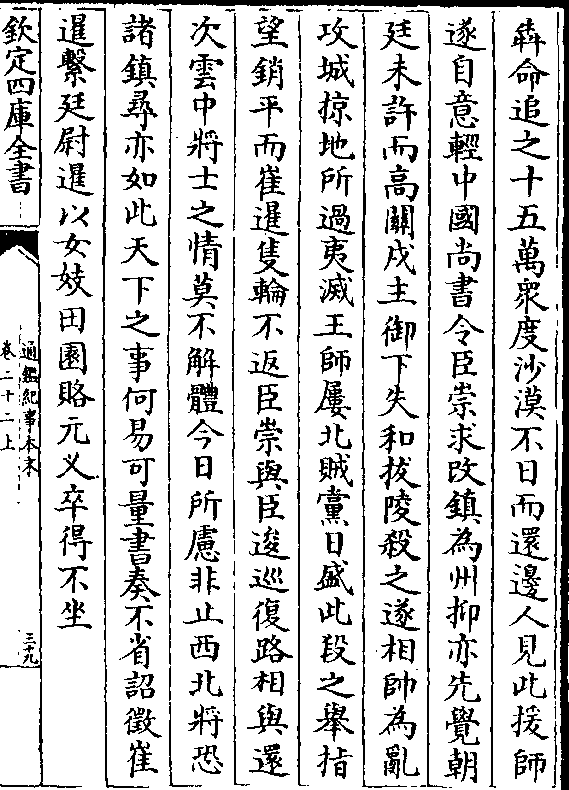 犇命追之十五萬衆度沙漠不日而還邊人見此援師
遂自意輕中國尚書令臣崇求改鎮為州抑亦先覺朝
廷未許而高闕戍主御下失和拔陵殺之遂相帥為亂
攻城掠地所過夷滅王師屢北賊黨日盛此段之舉指
望銷平而崔暹隻輪不返臣崇與臣逡巡復路相與還
次雲中將士之情莫不解體今日所慮非止西北將恐
諸鎮尋亦如此天下之事何易可量書奏不省詔徵崔
暹繫廷尉暹以女妓田園賂元义卒得不坐
欽定四庫全書
通鑑紀事本末
卷二十二上
三十九